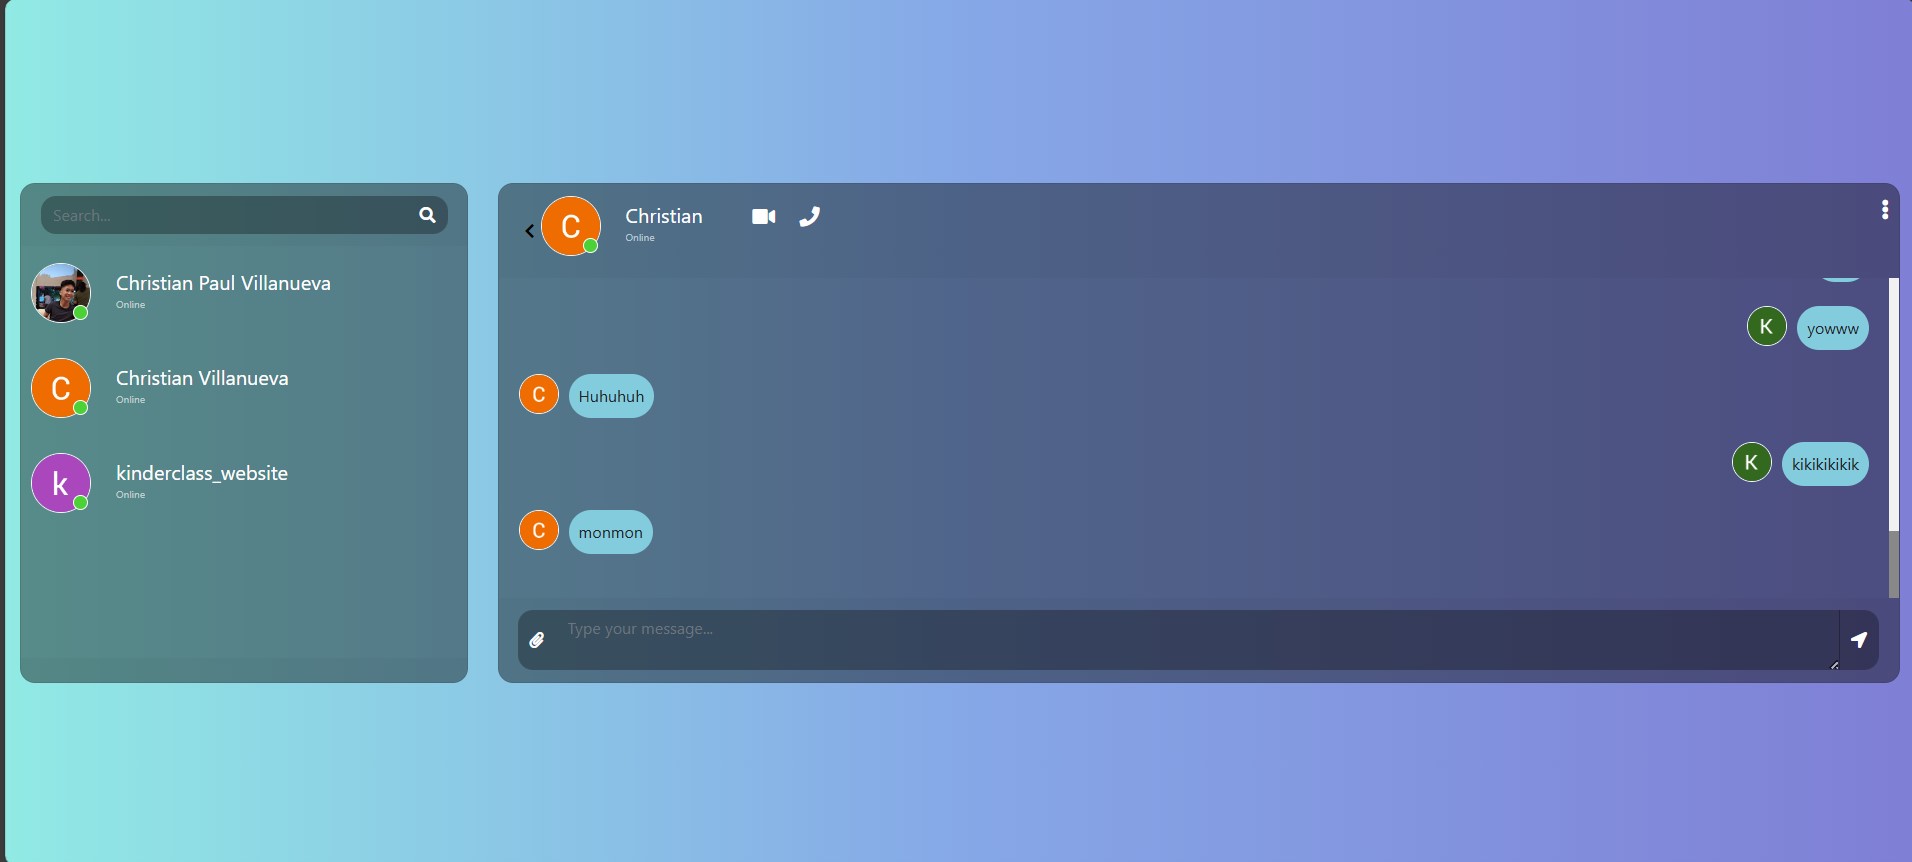 Search...
Christian Paul Villanueva
Online
C
Christian Villanueva
Online
k
kinderclass_website
Online
C
Christian
Online
K
yowww
C
Huhuhuh
K
kikikikikik
C
monmon
Type your message...